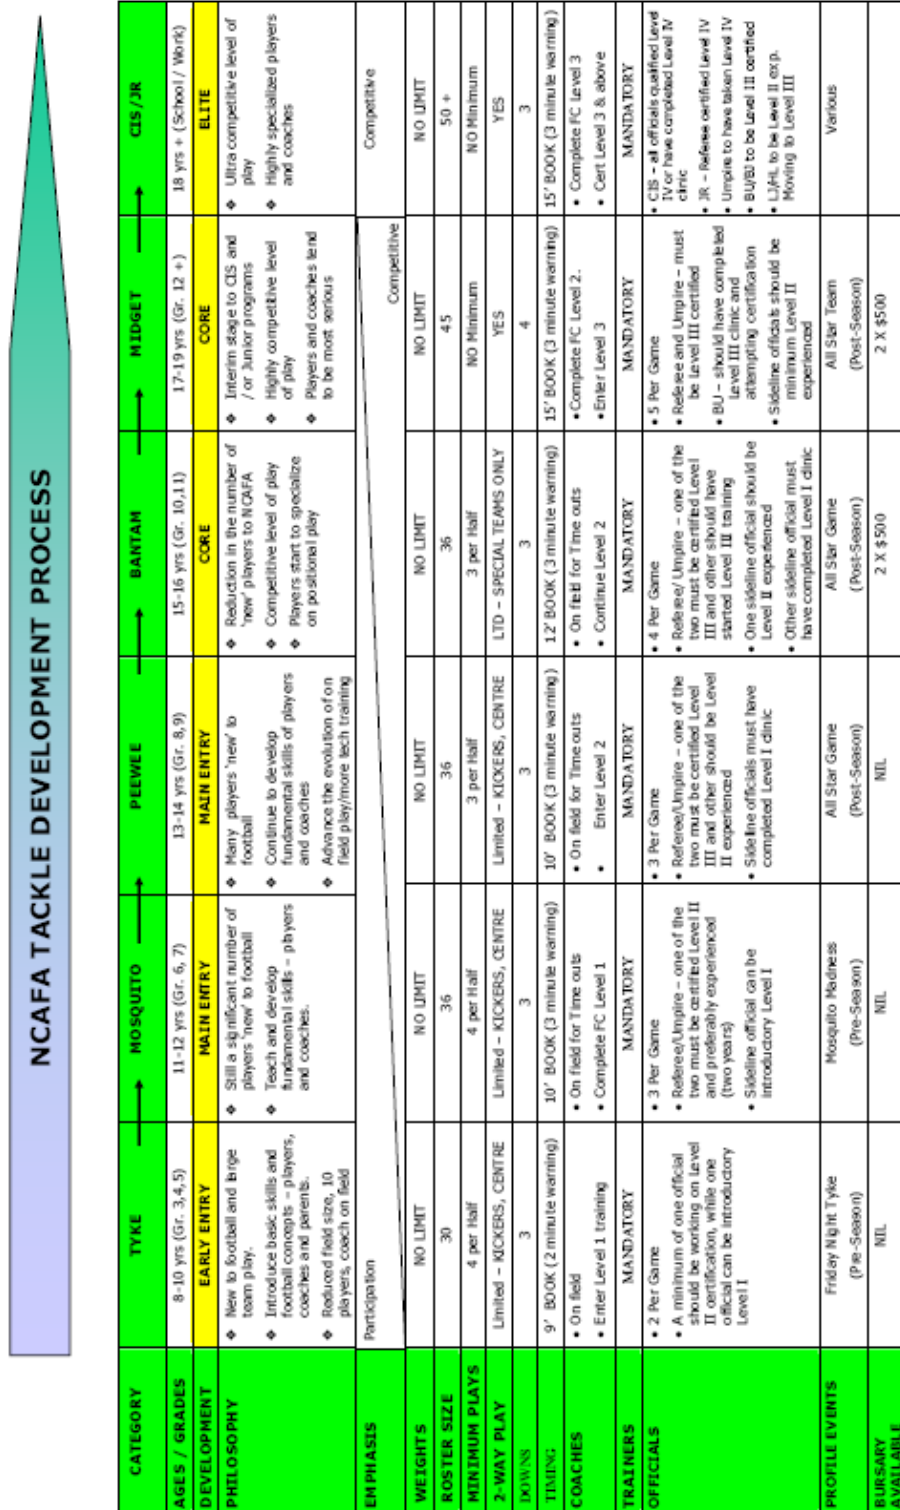 NCAFA TACKLE DEVELOPMENT PROCESS
CATEGORY
TYKE
MOSQUITO
PEEWEE
BANTAM
MIDGET
CIS/JR
AGES / GRADES
8-10 yrs (Gr. 3,4,5)
11-12 yrs (Gr. 6, 7)
13-14 yrs (Gr. 8,9)
15-16 yrs (Gr. 10,11)
17-19 yrs (Gr. 12 +)
18 yrs + (School / Work)
DEVELOPMENT
EARLY ENTRY
MAIN ENTRY
MAIN ENTRY
CORE
CORE
ELITE
PHILOSOPHY
❖ New to football and large
team play.
❖ Introduce basic skills and
football concepts – players,
coaches and parents.
❖ Reduced field size, 10
players, coach on field
❖ Still a significant number of
players 'new' to football
❖ Teach and develop
fundamental skills – players
and coaches.
❖ Many players 'new' to
football
❖ Continue to develop
fundamental skills of players
and coaches
❖ Advance the evolution of on
field play/more tech training
❖ Reduction in the number of
'new' players to NCAFA
❖ Competitive level of play
❖ Players start to specialize
on positional play
❖ Interim stage to CIS and
/ or Junior programs
❖ Highly competitive level
of play
❖ Players and coaches tend
to be most serious
❖ Ultra competitive level of
play
❖ Highly specialized players
and coaches
EMPHASIS
Participation
Competitive
Competitive
WEIGHTS
NO LIMIT
NO LIMIT
NO LIMIT
NO LIMIT
NO LIMIT
NO LIMIT
ROSTER SIZE
30
36
36
36
45
50 +
MINIMUM PLAYS
4 per Half
4 per Half
3 per Half
3 per Half
NO Minimum
NO Minimum
2-WAY PLAY
Limited – KICKERS, CENTRE
Limited – KICKERS, CENTRE
Limited – KICKERS, CENTRE
LTD – SPECIAL TEAMS ONLY
YES
YES
DOWNS
3
3
3
3
4
3
TIMING
9' BOOK (2 minute warning)
10' BOOK (3 minute warning)
10' BOOK (3 minute warning)
12' BOOK (3 minute warning)
15' BOOK (3 minute warning)
15' BOOK (3 minute warning)
COACHES
• On field
• Enter Level 1 training
• On field for Time outs
• Complete FC Level 1
• On field for Time outs
• Enter Level 2
• On field for Time outs
• Continue Level 2
• Complete FC Level 2.
• Enter Level 3
• Complete FC Level 3
• Cert Level 3 & above
TRAINERS
MANDATORY
MANDATORY
MANDATORY
MANDATORY
MANDATORY
MANDATORY
OFFICIALS
• 2 Per Game
• A minimum of one official
should be working on Level
II certification, while one
official can be introductory
Level I
• 3 Per Game
• Referee/Umpire – one of the
two must be certified Level II
and preferably experienced
(two years)
• Sideline official can be
introductory Level I
• 3 Per Game
• Referee/Umpire – one of the
two must be certified Level
III and other should be Level
II experienced
• Sideline officials must have
completed Level I clinic
• 4 Per Game
• Referee/ Umpire – one of the
two must be certified Level
III and other should have
started Level III training
• One sideline official should be
Level II experienced
• Other sideline official must
have completed Level I clinic
• 5 Per Game
• Referee and Umpire – must
be Level III certified
• BU – should have completed
Level III clinic and
attempting certification
• Sideline officials should be
minimum Level II
experienced
• CIS – all officials qualified Level
IV or have completed Level IV
clinic
• JR – Referee certified Level IV
• Umpire to have taken Level IV
• BU/BJ to be Level III certified
• LJ/HL to be Level II exp.
Moving to Level III
PROFILE EVENTS
Friday Night Tyke
(Pre-Season)
Mosquito Madness
(Pre-Season)
All Star Game
(Post-Season)
All Star Game
(Post-Season)
All Star Team
(Post-Season)
Various
BURSARY
AVAILABLE
NIL
NIL
NIL
2 X $500
2 X $500